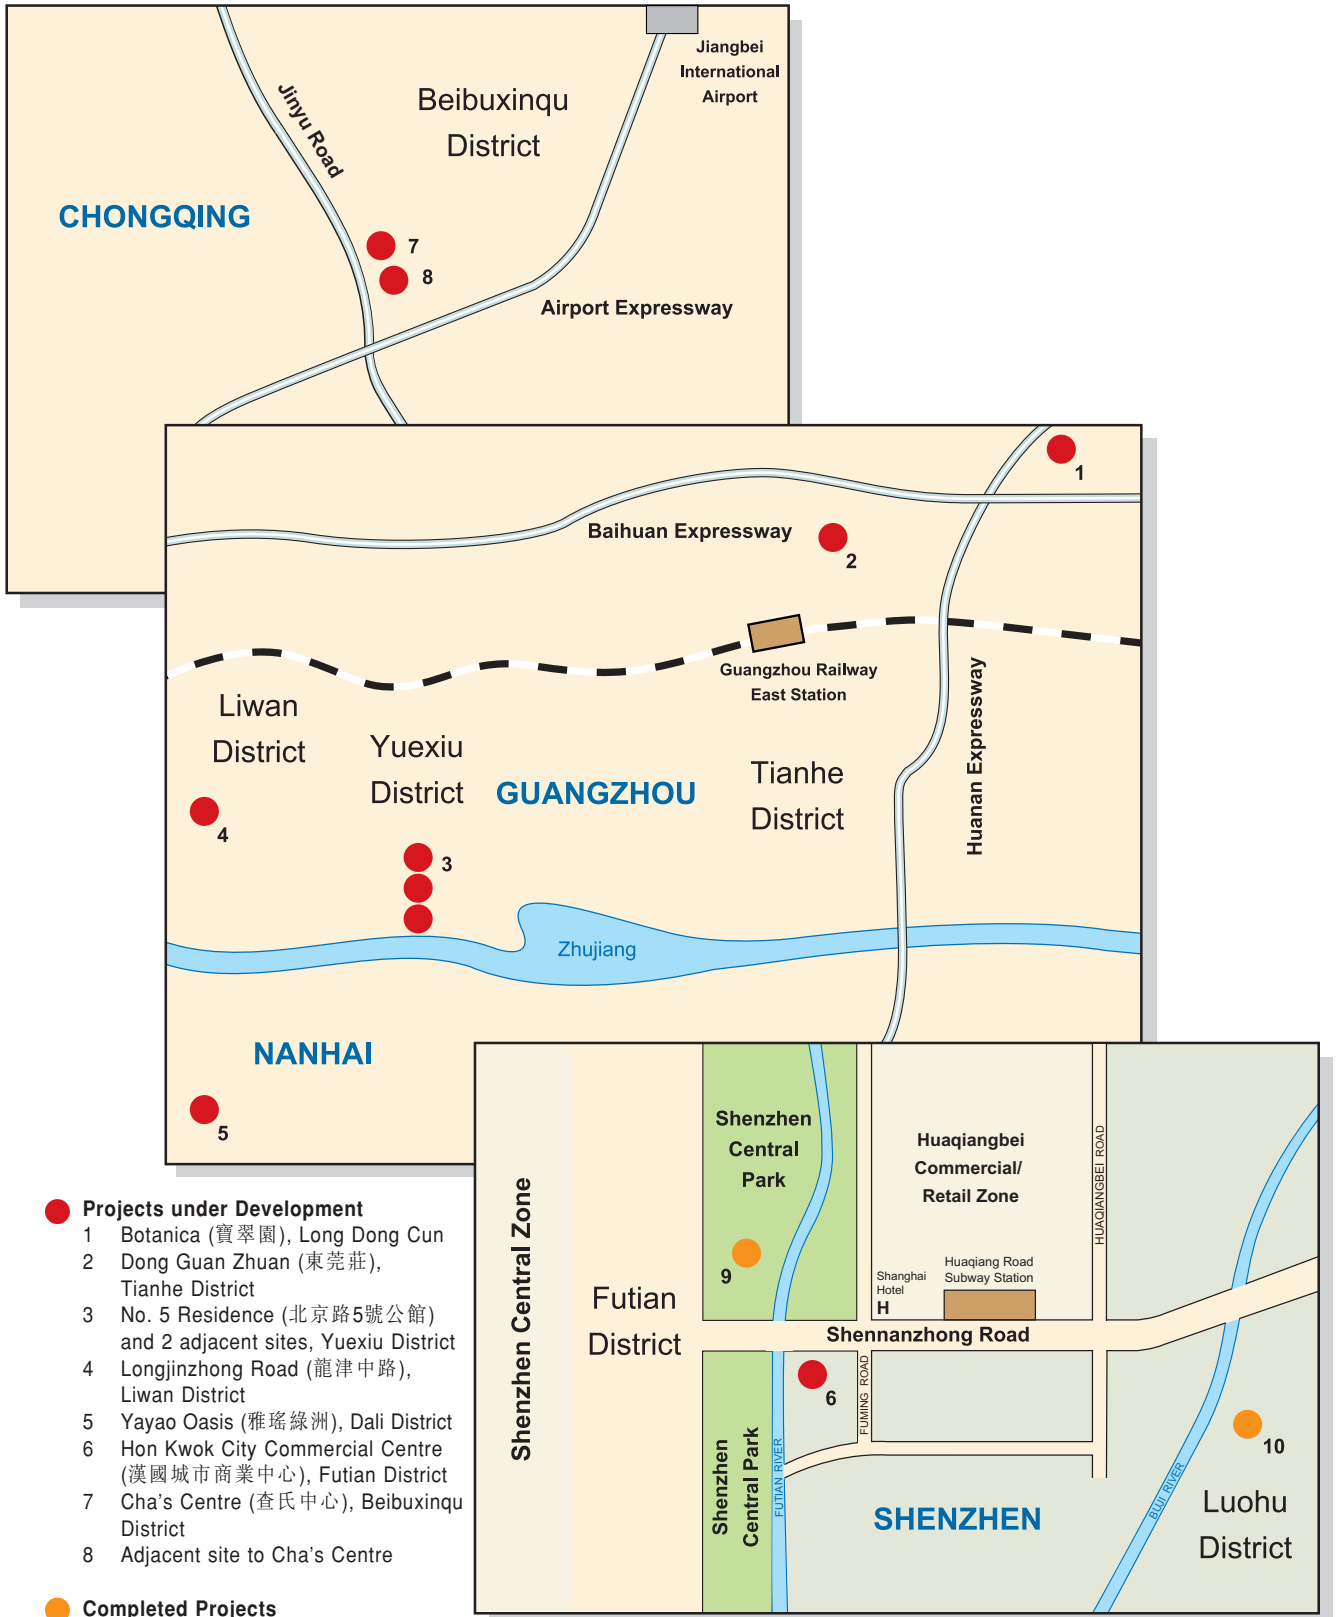 Jiangbei
International
Airport
Jinyu Road
Beibuxinqu
District
CHONGQING
7
8
Airport Expressway
1
Baihuan Expressway
2
Guangzhou Railway
East Station
Liwan
District
Yuexiu
District
GUANGZHOU
Tianhe
District
Huanan Expressway
4
3
Zhujiang
NANHAI
5
Shenzhen Central Zone
Futian
District
Shenzhen
Central
Park
9
Huaqiangbei
Commercial/
Retail Zone
HUAQIANGBEI ROAD
Shanghai
Hotel
H
Huaqiang Road
Subway Station
Shennanzhong Road
6
FUMING ROAD
Shenzhen
Central Park
FUTIAN RIVER
SHENZHEN
BUJI RIVER
10
Luohu
District
Projects under Development
1 Botanica (寶翠園), Long Dong Cun
2 Dong Guan Zhuan (東莞莊),
Tianhe District
3 No. 5 Residence (北京路5號公館)
and 2 adjacent sites, Yuexiu District
4 Longjinzhong Road (龍津中路),
Liwan District
5 Yayao Oasis (雅瑤綠洲), Dali District
6 Hon Kwok City Commercial Centre
(漢國城市商業中心), Futian District
7 Cha's Centre (查氏中心), Beibuxinqu
District
8 Adjacent site to Cha's Centre
Completed Projects